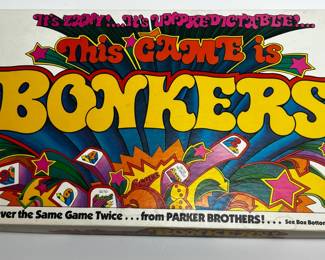 It's ZANY!...It's UNPREDICTABLE!...
This GAME is
BONKERS
ver the Same Game Twice...from PARKER BROTHERS!... See Box Bottom
BONKERS